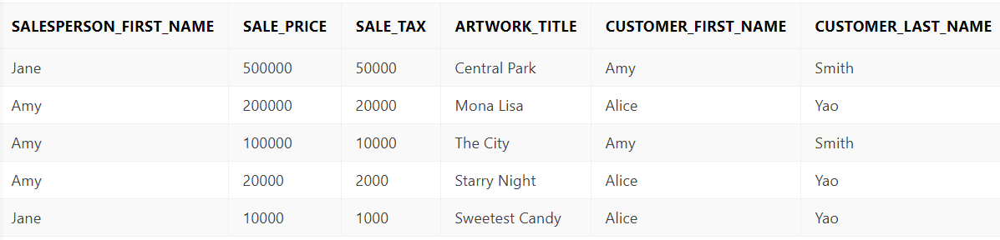 SALESPERSON_FIRST_NAME SALE_PRICE SALE_TAX ARTWORK_TITLE CUSTOMER_FIRST_NAME CUSTOMER_LAST_NAME
Jane 500000 50000 Central Park Amy Smith
Amy 200000 20000 Mona Lisa Alice Yao
Amy 100000 10000 The City Amy Smith
Amy 20000 2000 Starry Night Alice Yao
Jane 10000 1000 Sweetest Candy Alice Yao